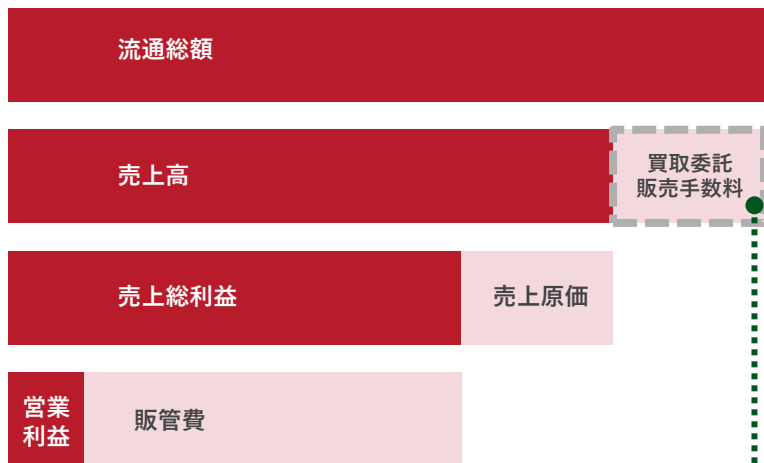 流通総額
売上高
買取委託
販売手数料
売上総利益
売上原価
営業
利益
販管費